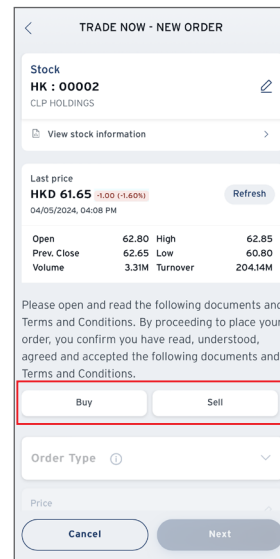 TRADE NOW - NEW ORDER
Stock
HK : 00002
CLP HOLDINGS
View stock information
Last price
HKD 61.65 -1.00 (-1.60%)
Refresh
04/05/2024, 04:08 PM
Open 62.80 High 62.85
Prev. Close 62.65 Low 60.80
Volume 3.31M Turnover 204.14M
Please open and read the following documents and
Terms and Conditions. By proceeding to place your
order, you confirm you have read, understood,
agreed and accepted the following documents and
Terms and Conditions.
Buy Sell
Order Type
Price
Cancel Next